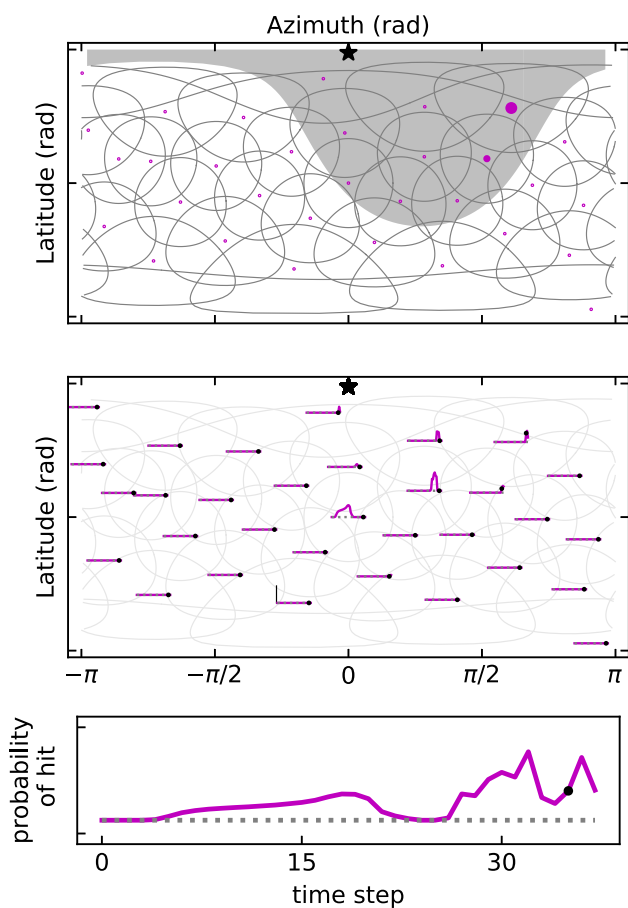 Azimuth (rad)
Latitude (rad)
Latitude (rad)
−π −π/2 0 π/2 π
probability
of hit
0 15 30
time step